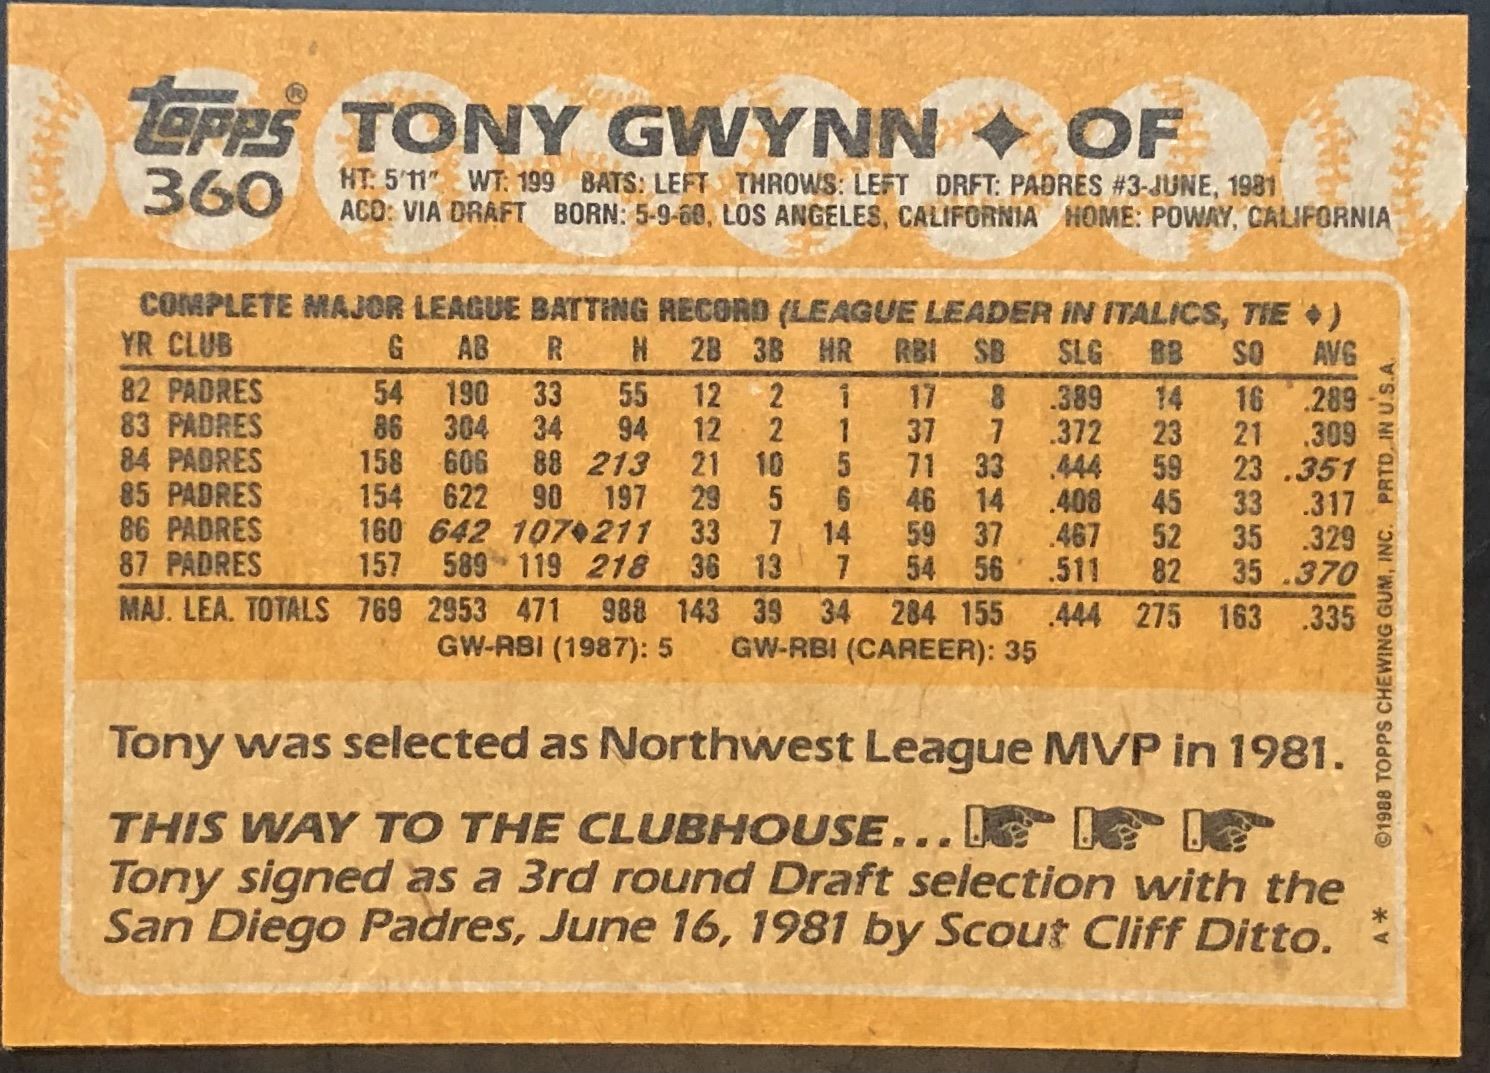 Topps®
360
TONY GWYNN ✦ OF
HT: 5'11" WT: 199 BATS: LEFT THROWS: LEFT DRFT: PADRES #3-JUNE, 1981
ACQ: VIA DRAFT BORN: 5-9-60, LOS ANGELES, CALIFORNIA HOME: POWAY, CALIFORNIA
COMPLETE MAJOR LEAGUE BATTING RECORD (LEAGUE LEADER IN ITALICS, TIE ♦)
YR CLUB G AB R H 2B 3B HR RBI SB SLG BB SO AVG
82 PADRES 54 190 33 55 12 2 1 17 8 .389 14 16 .289
83 PADRES 86 304 34 94 12 2 1 37 7 .372 23 21 .309
84 PADRES 158 606 88 213 21 10 5 71 33 .444 59 23 .351
85 PADRES 154 622 90 197 29 5 6 46 14 .408 45 33 .317
86 PADRES 160 642 107♦211 33 7 14 59 37 .467 52 35 .329
87 PADRES 157 589 119 218 36 13 7 54 56 .511 82 35 .370
MAJ. LEA. TOTALS 769 2953 471 988 143 39 34 284 155 .444 275 163 .335
GW-RBI (1987): 5 GW-RBI (CAREER): 35
Tony was selected as Northwest League MVP in 1981.
THIS WAY TO THE CLUBHOUSE...
Tony signed as a 3rd round Draft selection with the
San Diego Padres, June 16, 1981 by Scout Cliff Ditto.
A* ©1988 TOPPS CHEWING GUM, INC. PRTD. IN U.S.A.